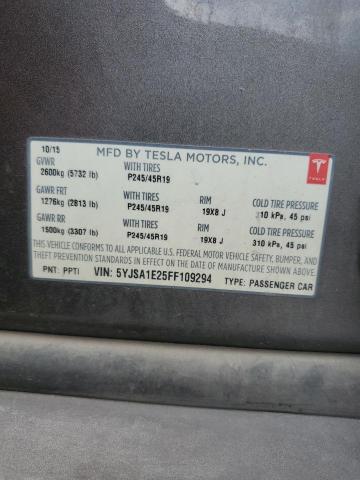 10/15 MFD BY TESLA MOTORS, INC.
GVWR WITH TIRES
2600kg (5732 lb) P245/45R19
TESLA
GAWR FRT WITH TIRES RIM COLD TIRE PRESSURE
1276kg (2813 lb) P245/45R19 19X8 J 310 kPa, 45 psi
GAWR RR WITH TIRES RIM COLD TIRE PRESSURE
1500kg (3307 lb) P245/45R19 19X8 J 310 kPa, 45 psi
THIS VEHICLE CONFORMS TO ALL APPLICABLE U.S. FEDERAL MOTOR VEHICLE SAFETY, BUMPER, AND
THEFT PREVENTION STANDARDS IN EFFECT ON THE DATE OF MANUFACTURE SHOWN ABOVE.
PNT: PPTI VIN: 5YJSA1E25FF109294 TYPE: PASSENGER CAR